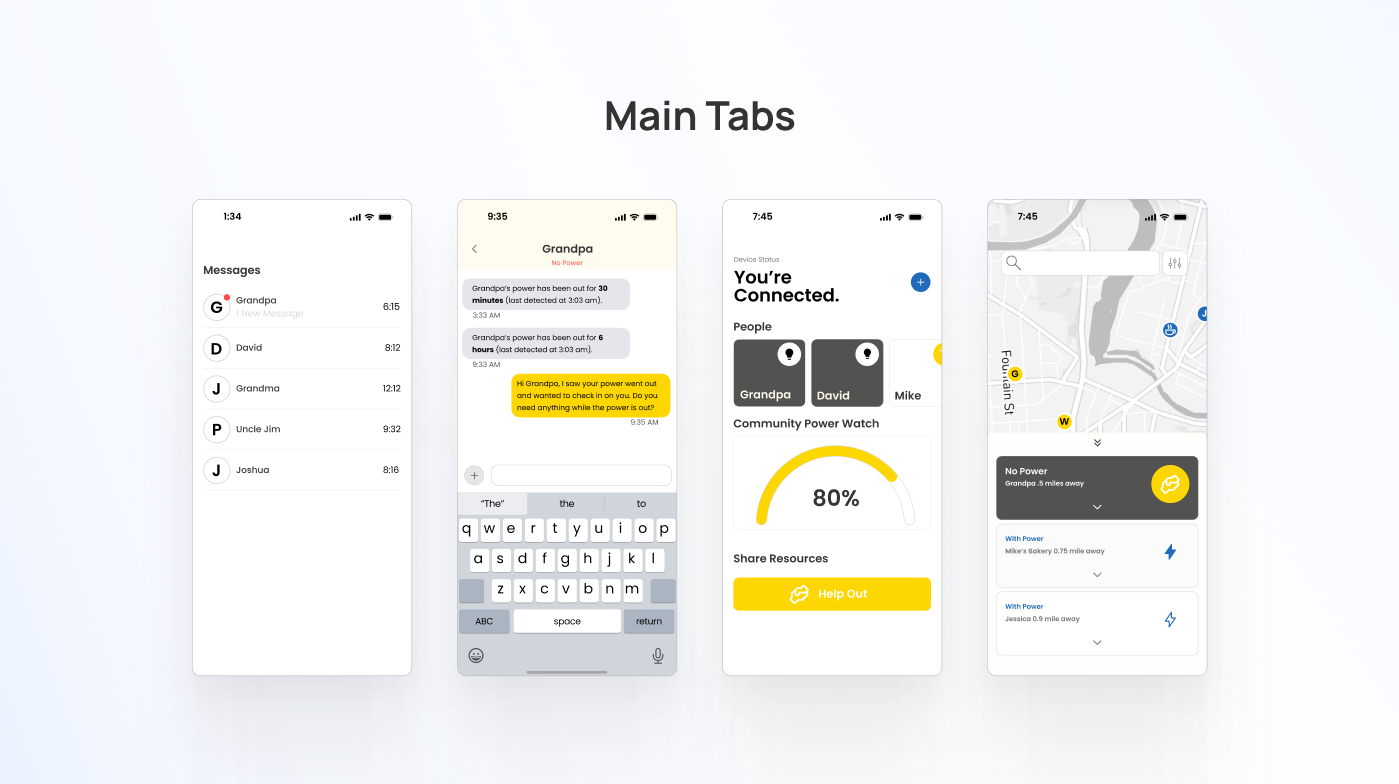 Main Tabs
1:34
Messages
G
Grandpa
1 New Message
6:15
D
David
8:12
J
Grandma
12:12
P
Uncle Jim
9:32
J
Joshua
8:16
9:35
Grandpa
No Power
Grandpa's power has been out for 30
minutes (last detected at 3:03 am).
3:33 AM
Grandpa's power has been out for 6
hours (last detected at 3:03 am).
9:33 AM
Hi Grandpa, I saw your power went out
and wanted to check in on you. Do you
need anything while the power is out?
9:35 AM
+
"The" the to
q w e r t y u i o p
a s d f g h j k l
z x c v b n m
ABC space return
7:45
Device Status
You're
Connected.
+
People
Grandpa
David
Mike
Community Power Watch
80%
Share Resources
Help Out
7:45
J
Fountain St
G
W
No Power
Grandpa .5 miles away
With Power
Mike's Bakery 0.75 mile away
With Power
Jessica 0.9 mile away